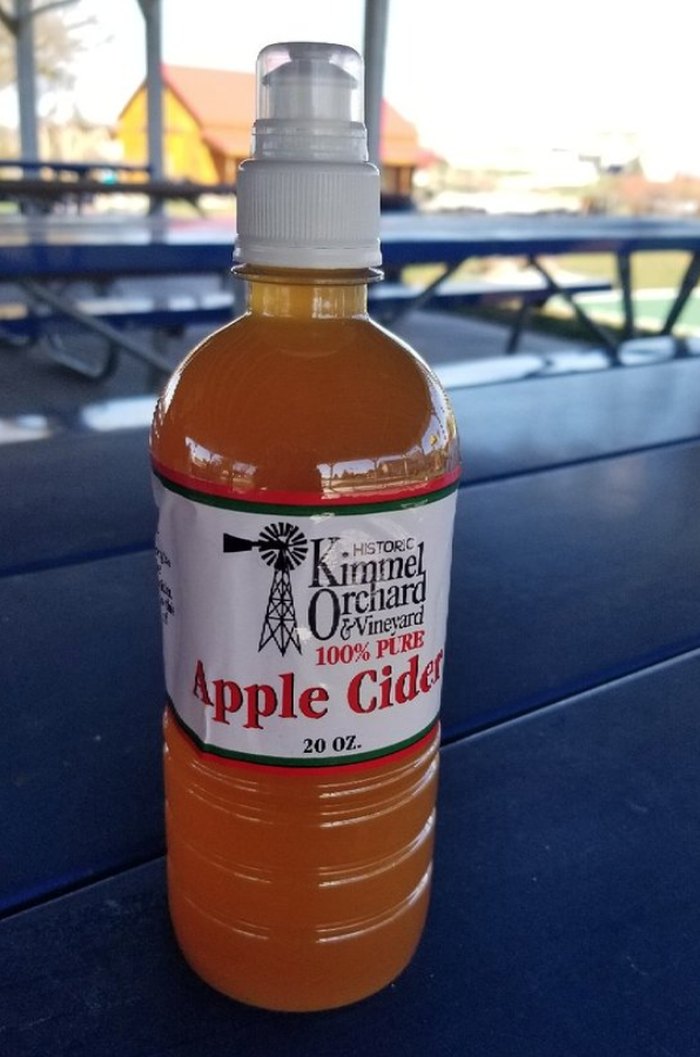 HISTORIC
Kimmel
Orchard
& Vineyard
100% PURE
Apple Cider
20 OZ.